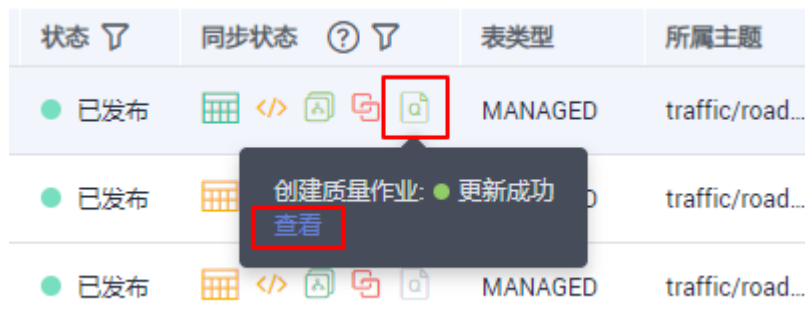 状态 同步状态 ? 表类型 所属主题
已发布 </> MANAGED traffic/road...
创建质量作业: 更新成功
已发布 traffic/road...
查看
已发布 </> MANAGED traffic/road...